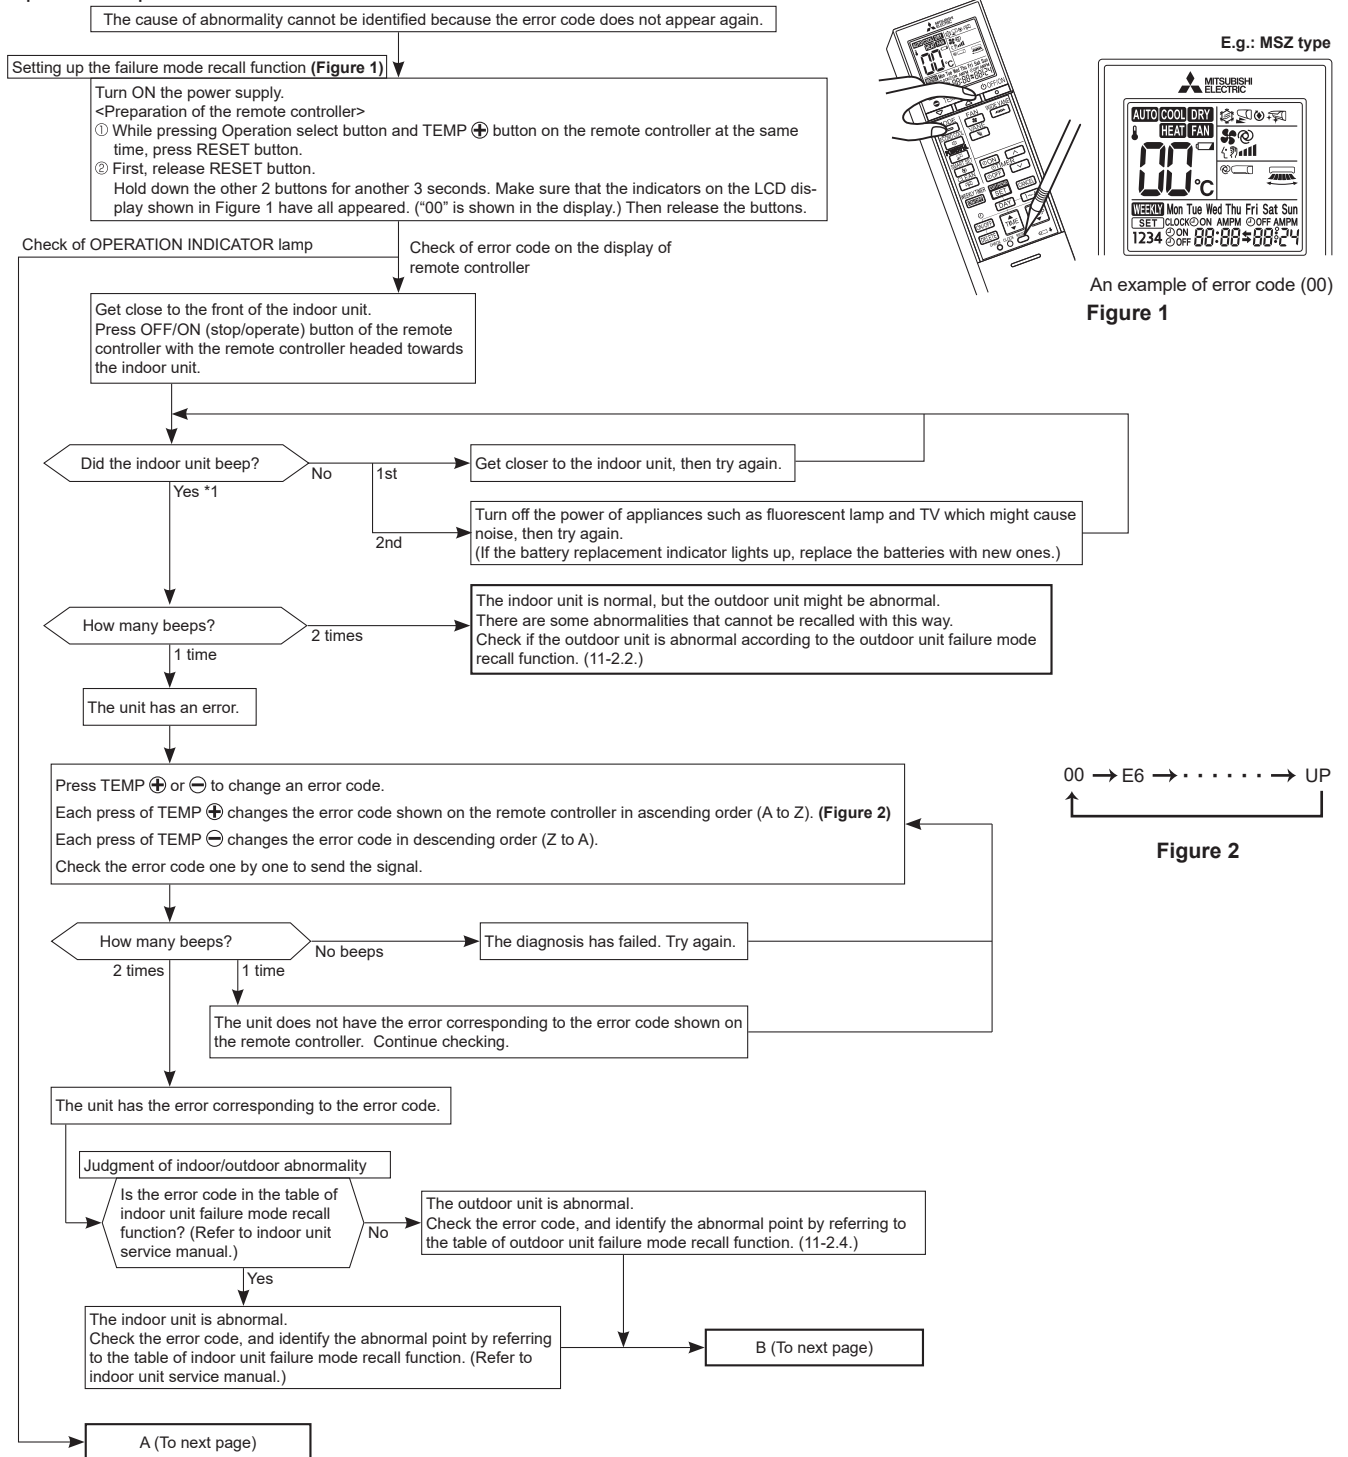 The cause of abnormality cannot be identified because the error code does not appear again.
Setting up the failure mode recall function (Figure 1)
Turn ON the power supply.
<Preparation of the remote controller>
① While pressing Operation select button and TEMP ⊕ button on the remote controller at the same
time, press RESET button.
② First, release RESET button.
Hold down the other 2 buttons for another 3 seconds. Make sure that the indicators on the LCD dis-
play shown in Figure 1 have all appeared. (“00” is shown in the display.) Then release the buttons.
E.g.: MSZ type
MITSUBISHI
ELECTRIC
AUTO COOL DRY
HEAT FAN
00°C
WEEKLY Mon Tue Wed Thu Fri Sat Sun
SET CLOCK ON AMPM OFF AMPM
1234 ON
OFF 88:88 88:24
An example of error code (00)
Figure 1
Check of OPERATION INDICATOR lamp
Check of error code on the display of
remote controller
Get close to the front of the indoor unit.
Press OFF/ON (stop/operate) button of the remote
controller with the remote controller headed towards
the indoor unit.
Did the indoor unit beep?
No
1st
Get closer to the indoor unit, then try again.
Yes *1
2nd
Turn off the power of appliances such as fluorescent lamp and TV which might cause
noise, then try again.
(If the battery replacement indicator lights up, replace the batteries with new ones.)
How many beeps?
2 times
The indoor unit is normal, but the outdoor unit might be abnormal.
There are some abnormalities that cannot be recalled with this way.
Check if the outdoor unit is abnormal according to the outdoor unit failure mode
recall function. (11-2.2.)
1 time
The unit has an error.
Press TEMP ⊕ or ⊖ to change an error code.
Each press of TEMP ⊕ changes the error code shown on the remote controller in ascending order (A to Z). (Figure 2)
Each press of TEMP ⊖ changes the error code in descending order (Z to A).
Check the error code one by one to send the signal.
00 → E6 → · · · · · · → UP
Figure 2
How many beeps?
No beeps
The diagnosis has failed. Try again.
2 times
1 time
The unit does not have the error corresponding to the error code shown on
the remote controller. Continue checking.
The unit has the error corresponding to the error code.
Judgment of indoor/outdoor abnormality
Is the error code in the table of
indoor unit failure mode recall
function? (Refer to indoor unit
service manual.)
No
The outdoor unit is abnormal.
Check the error code, and identify the abnormal point by referring to
the table of outdoor unit failure mode recall function. (11-2.4.)
Yes
The indoor unit is abnormal.
Check the error code, and identify the abnormal point by referring
to the table of indoor unit failure mode recall function. (Refer to
indoor unit service manual.)
B (To next page)
A (To next page)